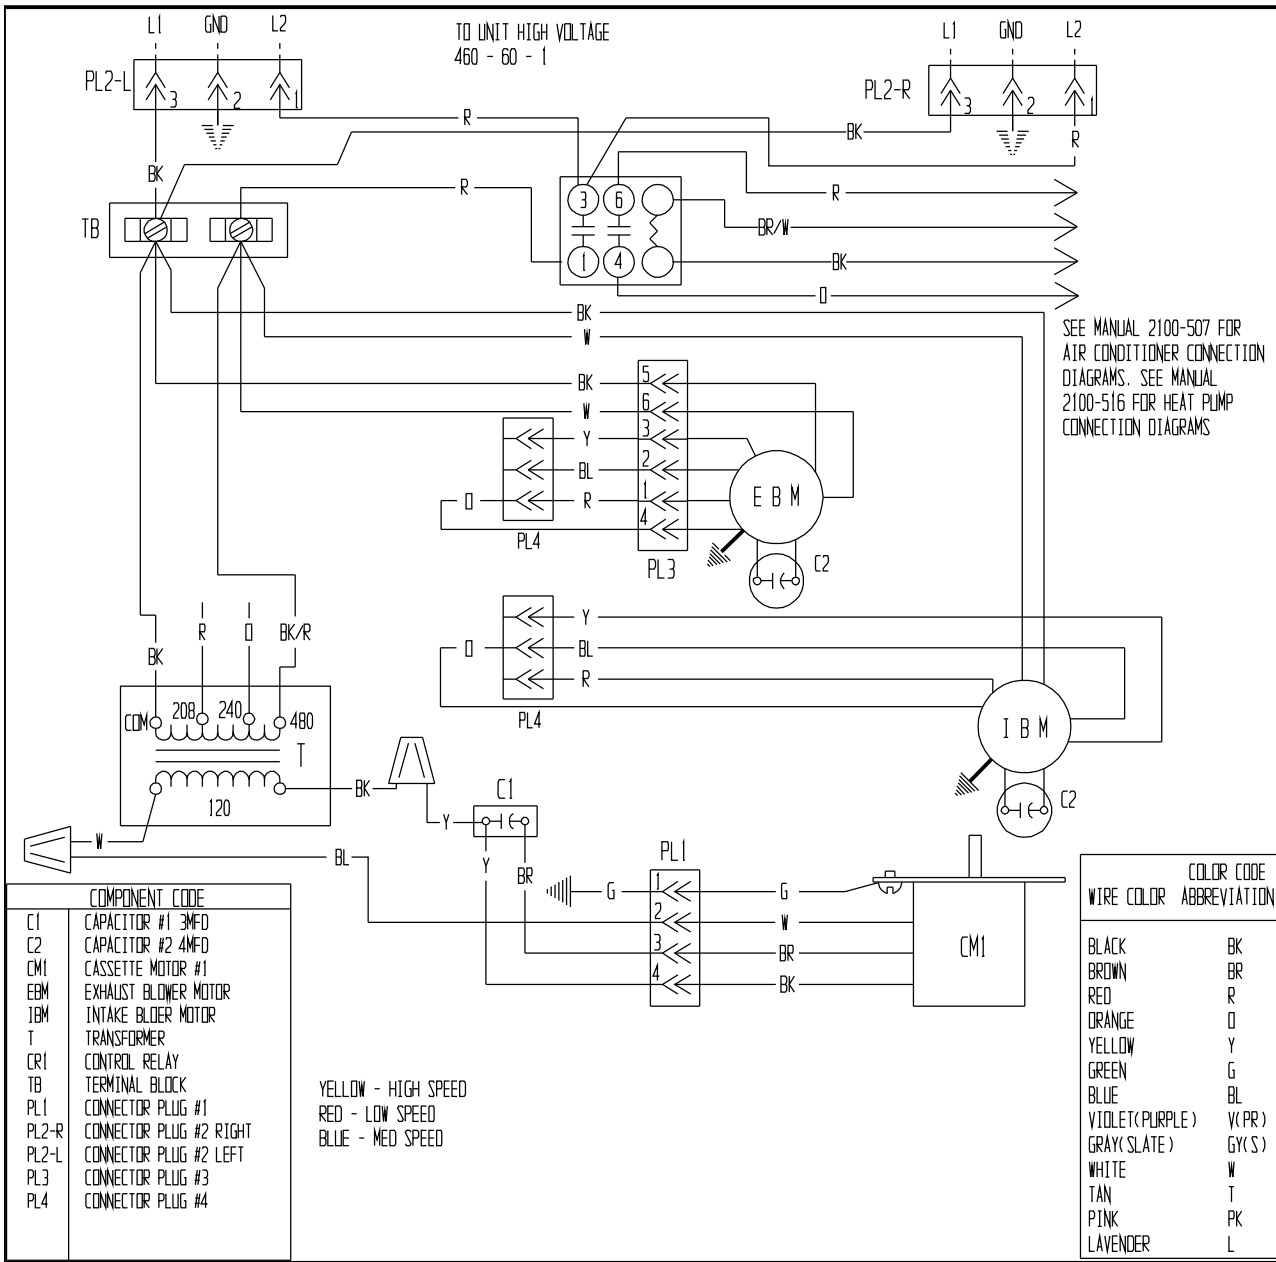 L1 GND L2
TO UNIT HIGH VOLTAGE
460 - 60 - 1
L1 GND L2
PL2-L
3 2 1
PL2-R
3 2 1
R
BK
R
BK
R
R
TB
3 6
BR/W
1 4
BK
O
BK
W
SEE MANUAL 2100-507 FOR
AIR CONDITIONER CONNECTION
DIAGRAMS. SEE MANUAL
2100-516 FOR HEAT PUMP
CONNECTION DIAGRAMS
BK 5
W 6
Y 3
BL 2
O R 1
4
EBM
PL4
PL3
C2
Y
O BL
R
PL4
R O BK/R
BK
COM 208 240 480
T
120
IBM
C2
BK
C1
Y
W
BL
Y
BR
PL1
G 1 G
2 W
3 BR
4 BK
CM1
COMPONENT CODE
C1 CAPACITOR #1 3MFD
C2 CAPACITOR #2 4MFD
CM1 CASSETTE MOTOR #1
EBM EXHAUST BLOWER MOTOR
IBM INTAKE BLOER MOTOR
T TRANSFORMER
CR1 CONTROL RELAY
TB TERMINAL BLOCK
PL1 CONNECTOR PLUG #1
PL2-R CONNECTOR PLUG #2 RIGHT
PL2-L CONNECTOR PLUG #2 LEFT
PL3 CONNECTOR PLUG #3
PL4 CONNECTOR PLUG #4
YELLOW - HIGH SPEED
RED - LOW SPEED
BLUE - MED SPEED
COLOR CODE
WIRE COLOR ABBREVIATION
BLACK BK
BROWN BR
RED R
ORANGE O
YELLOW Y
GREEN G
BLUE BL
VIOLET(PURPLE) V(PR)
GRAY(SLATE) GY(S)
WHITE W
TAN T
PINK PK
LAVENDER L